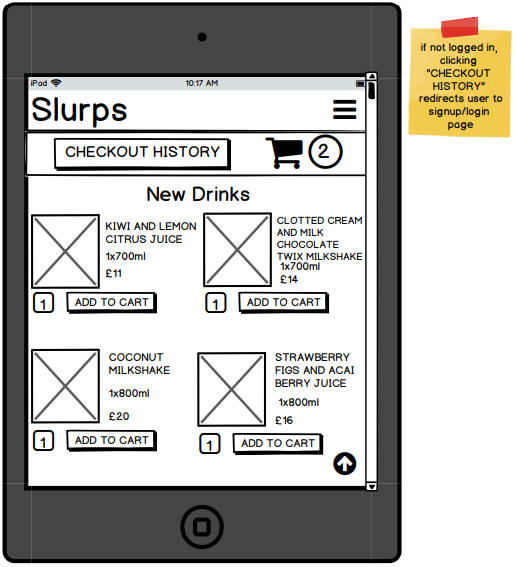 iPad 10:17 AM
Slurps
CHECKOUT HISTORY 2
New Drinks
KIWI AND LEMON
CITRUS JUICE
1x700ml
£11
1 ADD TO CART
CLOTTED CREAM
AND MILK
CHOCOLATE
TWIX MILKSHAKE
1x700ml
£14
1 ADD TO CART
COCONUT
MILKSHAKE
1x800ml
£20
1 ADD TO CART
STRAWBERRY
FIGS AND ACAI
BERRY JUICE
1x800ml
£16
1 ADD TO CART
if not logged in,
clicking
"CHECKOUT
HISTORY"
redirects user to
signup/login
page